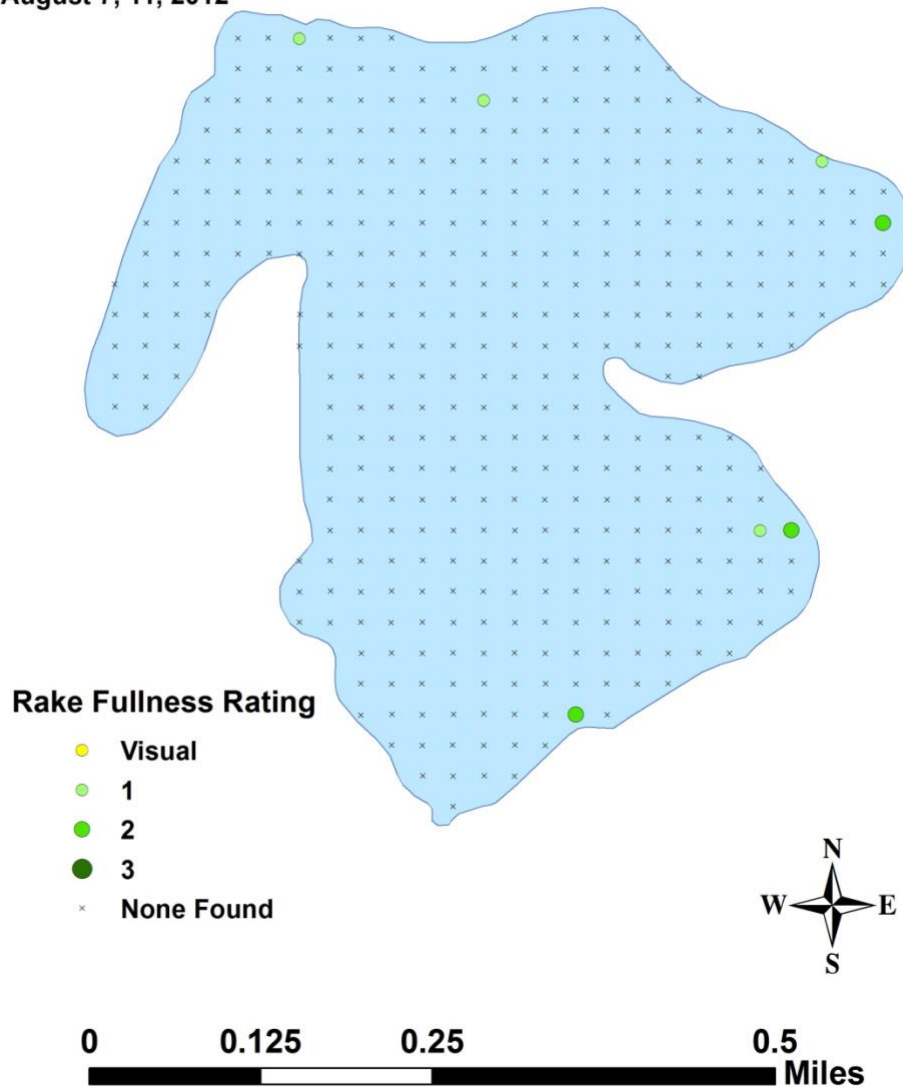 August 7, 11, 2012
Rake Fullness Rating
Visual
1
2
3
None Found
N
W E
S
0 0.125 0.25 0.5
Miles